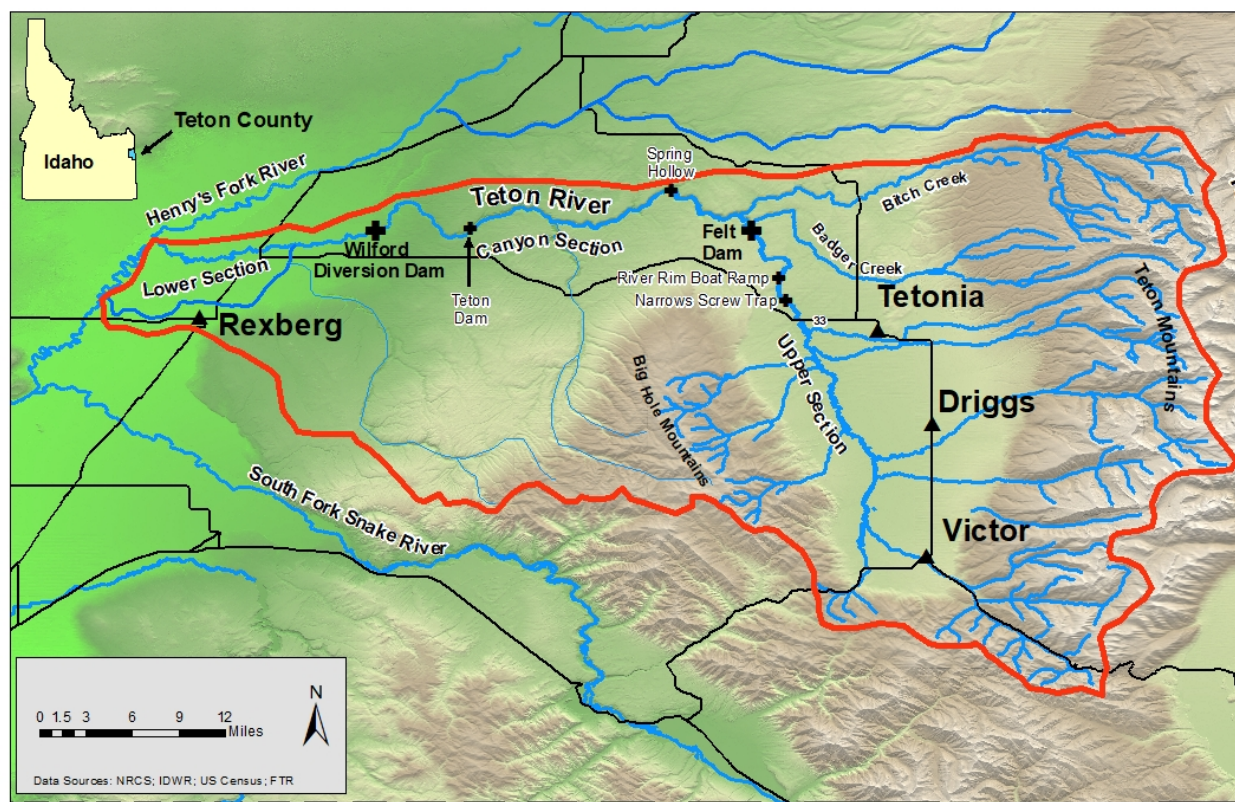 Teton County
Idaho
Henry's Fork River
Spring
Hollow
Teton River
Bitch Creek
Wilford
Diversion Dam
Canyon Section
Felt
Dam
Badger Creek
Lower Section
Teton
Dam
River Rim Boat Ramp
Narrows Screw Trap
Tetonia
Teton Mountains
Rexberg
33
Big Hole Mountains
Upper Section
Driggs
South Fork Snake River
Victor
N
0 1.5 3 6 9 12
Miles
Data Sources: NRCS; IDWR; US Census; FTR